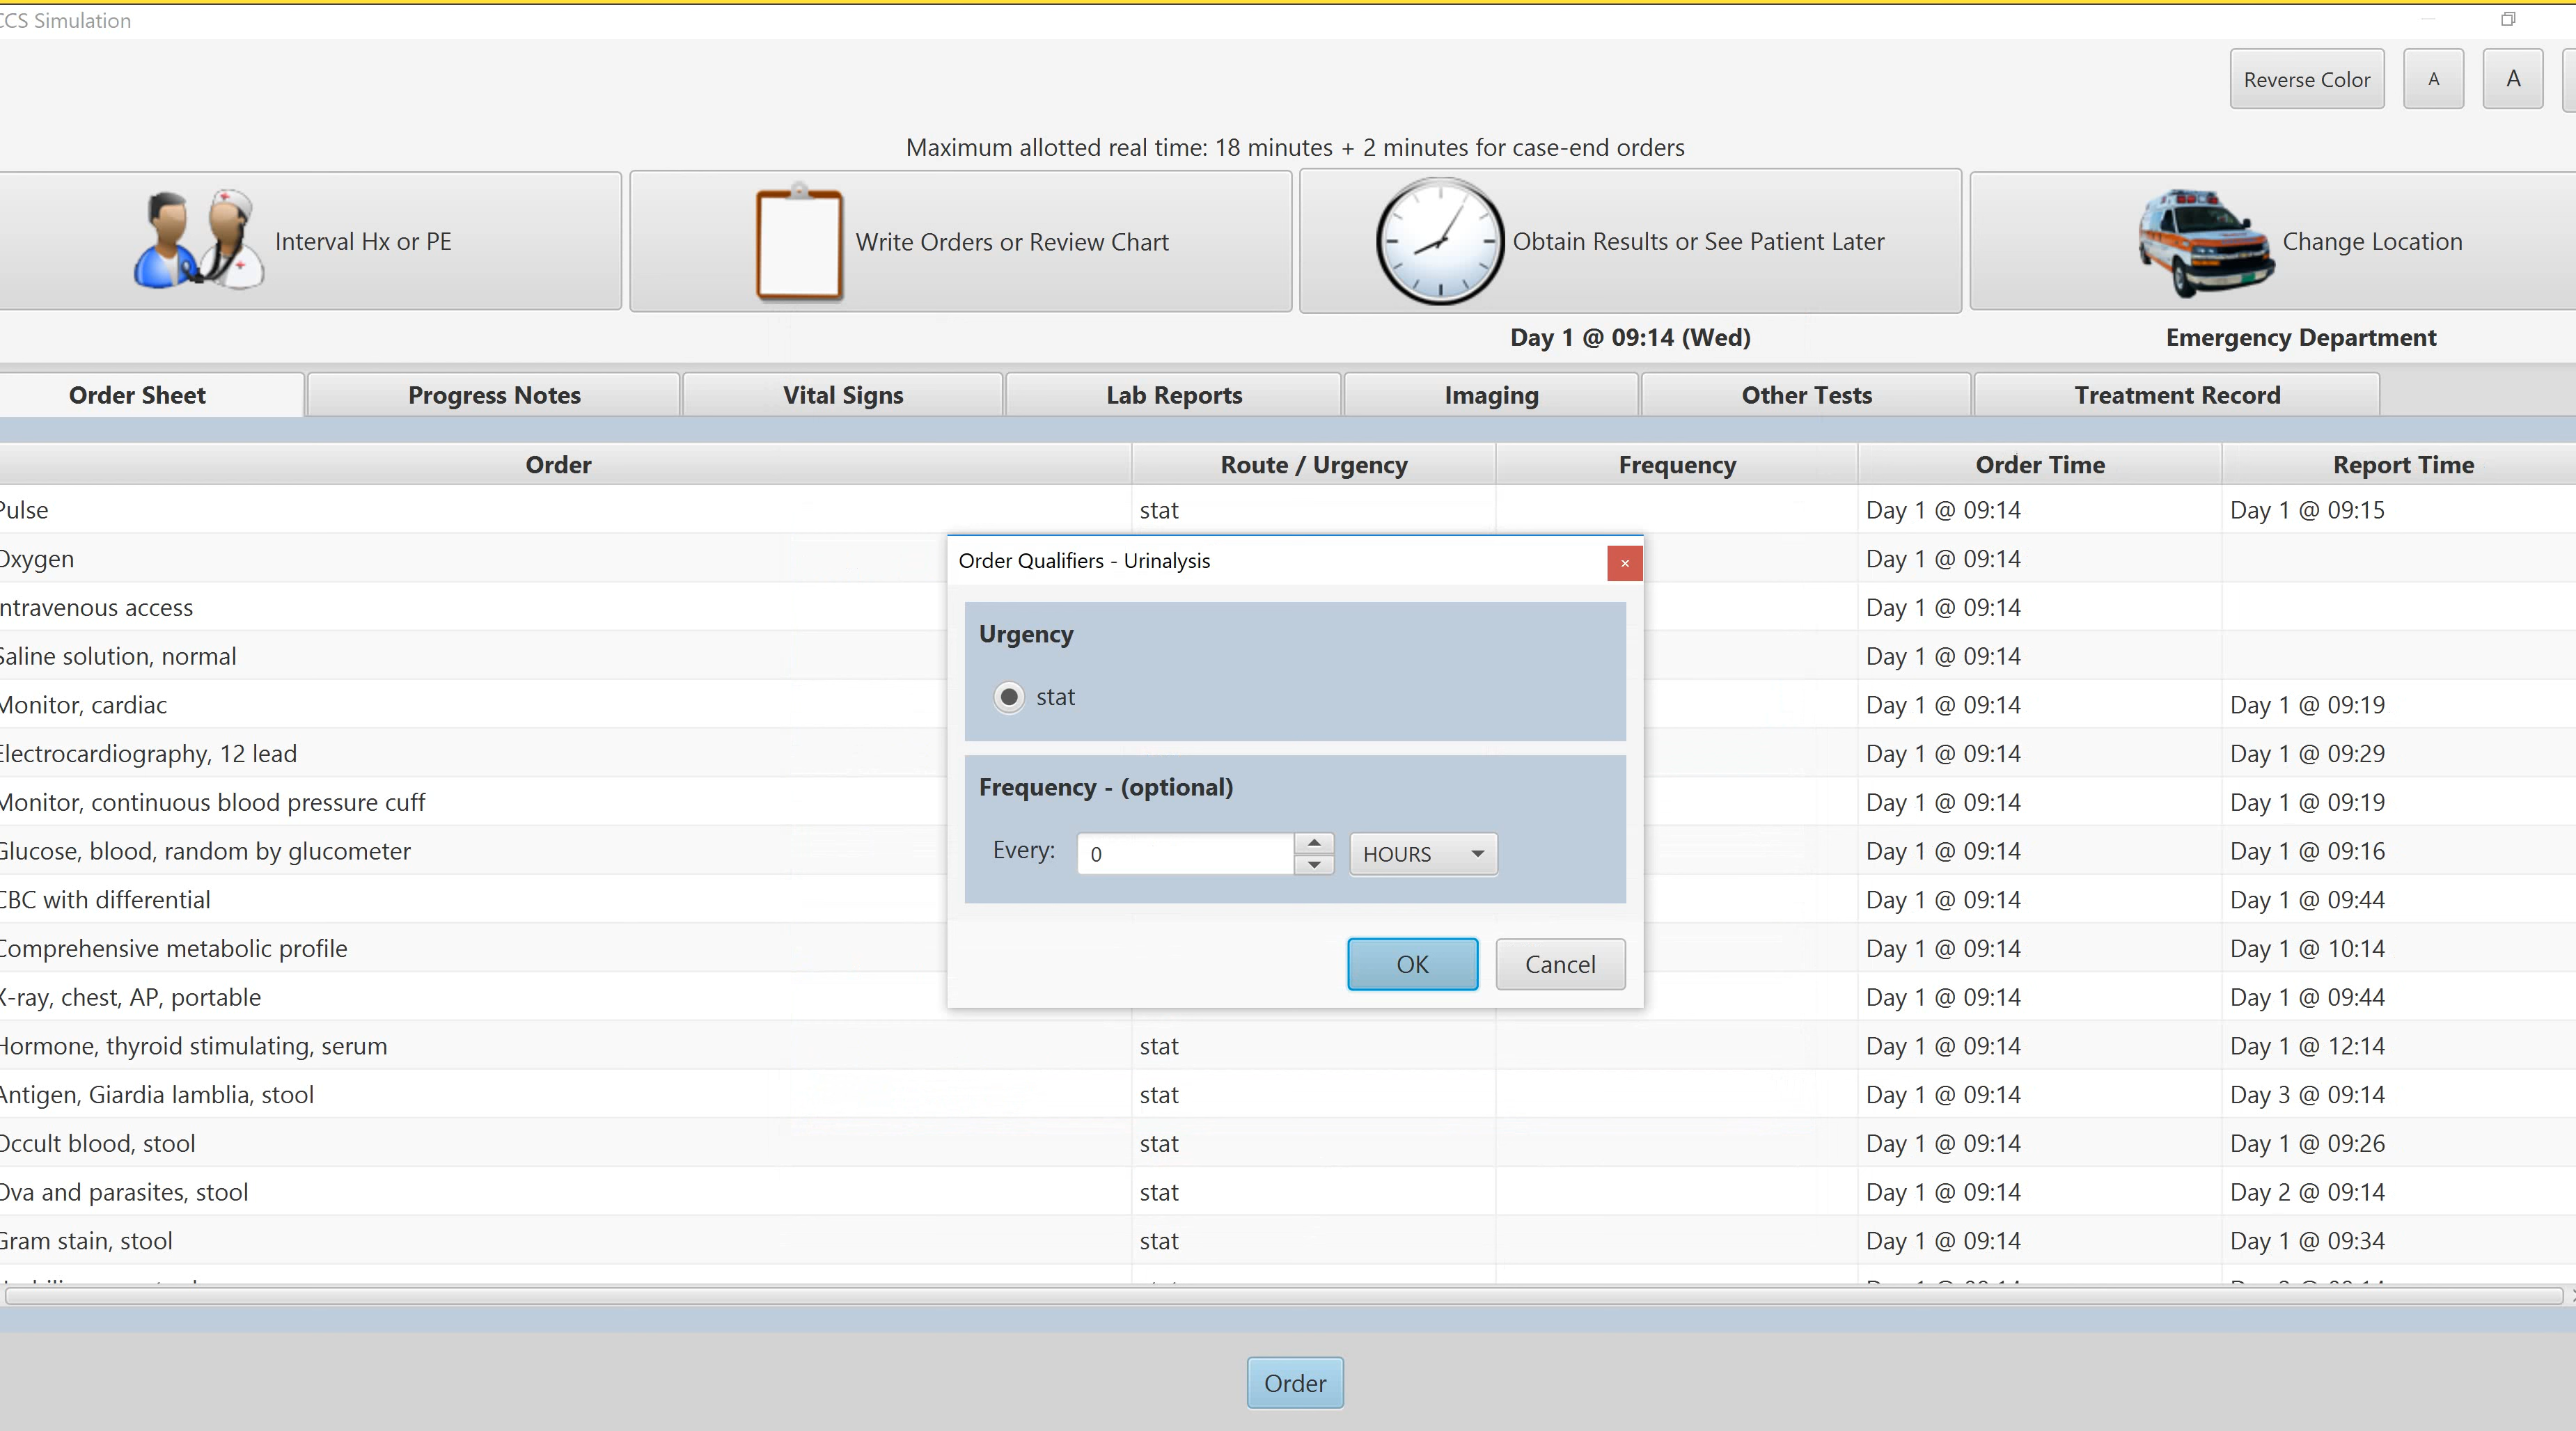 CCS Simulation
Reverse Color A A
Maximum allotted real time: 18 minutes + 2 minutes for case-end orders
Interval Hx or PE
Write Orders or Review Chart
Obtain Results or See Patient Later
Change Location
Day 1 @ 09:14 (Wed)
Emergency Department
Order Sheet Progress Notes Vital Signs Lab Reports Imaging Other Tests Treatment Record
Order Route / Urgency Frequency Order Time Report Time
Pulse stat Day 1 @ 09:14 Day 1 @ 09:15
Oxygen Day 1 @ 09:14
Intravenous access Day 1 @ 09:14
Saline solution, normal Day 1 @ 09:14
Monitor, cardiac Day 1 @ 09:14 Day 1 @ 09:19
Electrocardiography, 12 lead Day 1 @ 09:14 Day 1 @ 09:29
Monitor, continuous blood pressure cuff Day 1 @ 09:14 Day 1 @ 09:19
Glucose, blood, random by glucometer Day 1 @ 09:14 Day 1 @ 09:16
CBC with differential Day 1 @ 09:14 Day 1 @ 09:44
Comprehensive metabolic profile Day 1 @ 09:14 Day 1 @ 10:14
X-ray, chest, AP, portable Day 1 @ 09:14 Day 1 @ 09:44
Hormone, thyroid stimulating, serum stat Day 1 @ 09:14 Day 1 @ 12:14
Antigen, Giardia lamblia, stool stat Day 1 @ 09:14 Day 3 @ 09:14
Occult blood, stool stat Day 1 @ 09:14 Day 1 @ 09:26
Ova and parasites, stool stat Day 1 @ 09:14 Day 2 @ 09:14
Gram stain, stool stat Day 1 @ 09:14 Day 1 @ 09:34
Order Qualifiers - Urinalysis
Urgency
stat
Frequency - (optional)
Every: 0 HOURS
OK Cancel
Order